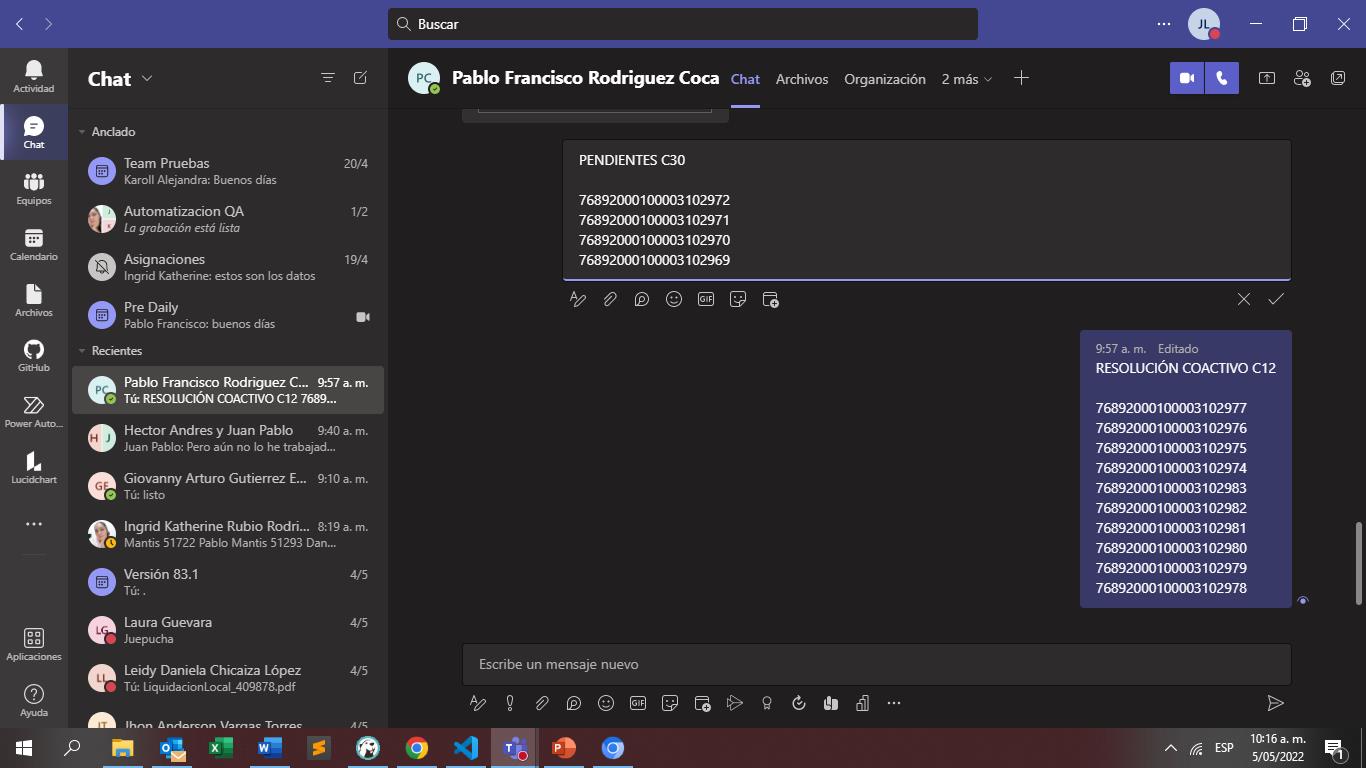 Buscar
JL
Actividad
Chat
Equipos
Calendario
Archivos
GitHub
Power Auto...
Lucidchart
Aplicaciones
Ayuda
Chat
Anclado
Team Pruebas 20/4
Karoll Alejandra: Buenos días
Automatizacion QA 1/2
La grabación está lista
Asignaciones 19/4
Ingrid Katherine: estos son los datos
Pre Daily
Pablo Francisco: buenos días
Recientes
PC
Pablo Francisco Rodriguez C... 9:57 a. m.
Tú: RESOLUCIÓN COACTIVO C12 7689...
H J
Hector Andres y Juan Pablo 9:40 a. m.
Juan Pablo: Pero aún no lo he trabajad...
GE
Giovanny Arturo Gutierrez E... 9:10 a. m.
Tú: listo
Ingrid Katherine Rubio Rodri... 8:19 a. m.
Mantis 51722 Pablo Mantis 51293 Dan...
Versión 83.1 4/5
Tú: .
LG
Laura Guevara 4/5
Juepucha
LL
Leidy Daniela Chicaiza López 4/5
Tú: LiquidacionLocal_409878.pdf
JT
Jhon Anderson Vargas Torres 4/5
PC
Pablo Francisco Rodriguez Coca Chat Archivos Organización 2 más
PENDIENTES C30
76892000100003102972
76892000100003102971
76892000100003102970
76892000100003102969
GIF
9:57 a. m. Editado
RESOLUCIÓN COACTIVO C12
76892000100003102977
76892000100003102976
76892000100003102975
76892000100003102974
76892000100003102983
76892000100003102982
76892000100003102981
76892000100003102980
76892000100003102979
76892000100003102978
Escribe un mensaje nuevo
GIF
ESP
10:16 a. m.
5/05/2022
1